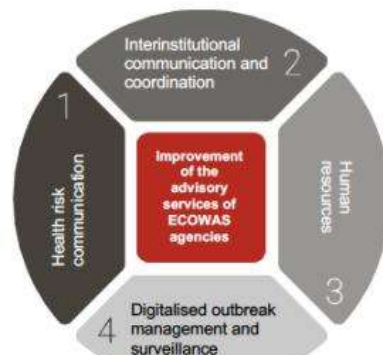 1
Health risk
communication
Interinstitutional
communication and
coordination
2
Improvement
of the
advisory
services of
ECOWAS
agencies
Human
resources
3
4
Digitalised outbreak
management and
surveillance